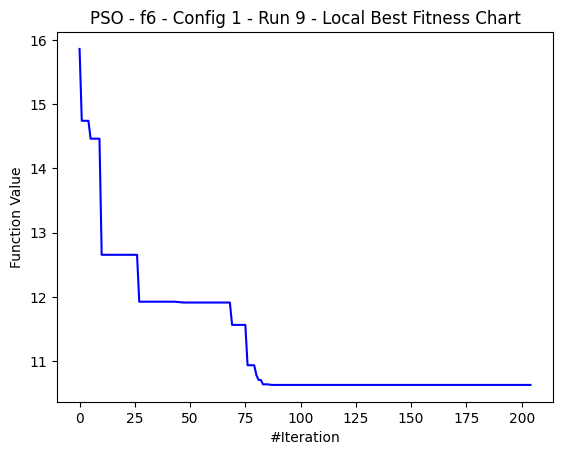 PSO - f6 - Config 1 - Run 9 - Local Best Fitness Chart
16
15
14
13
12
11
Function Value
0 25 50 75 100 125 150 175 200
#Iteration